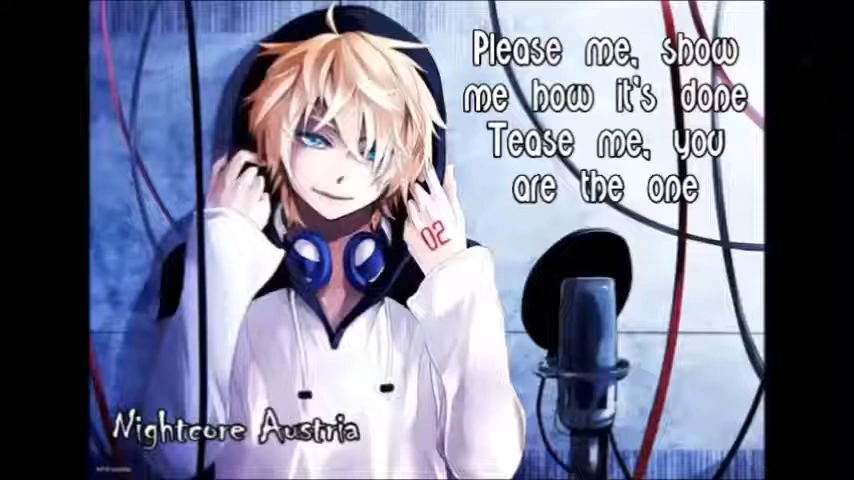 Please me, show
me how it's done
Tease me, you
are the one
02
Nightcore Austria